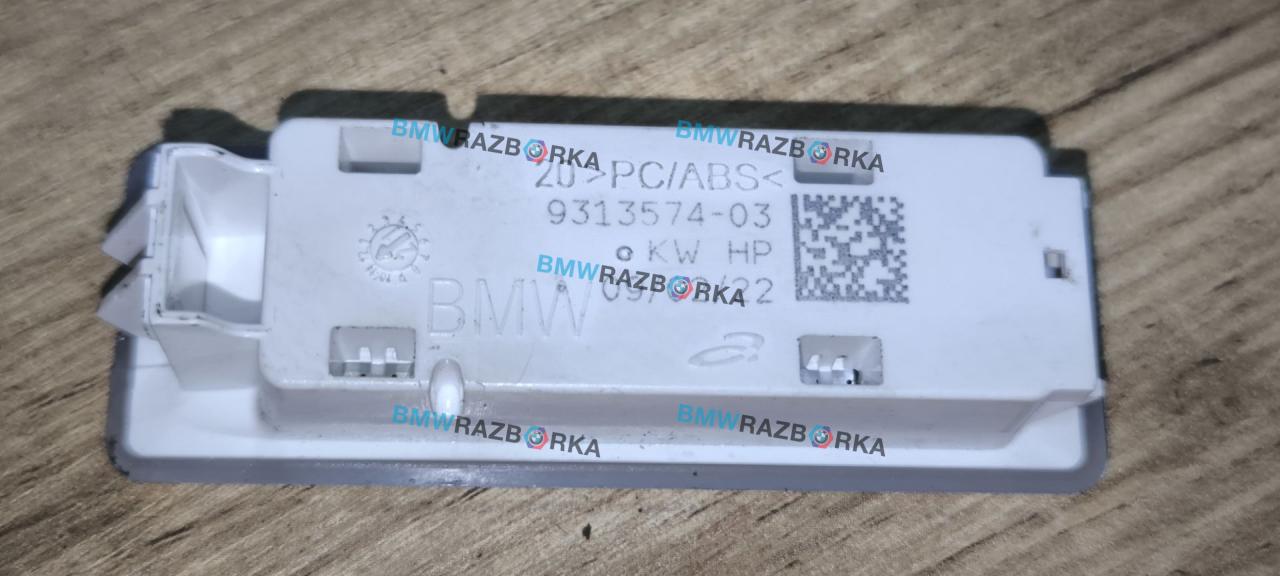 BMWRAZBORKA
BMWRAZBORKA
20 >PC/ABS<
9313574-03
KW HP
BMWRAZBORKA
BMW
BMWRAZBORKA
BMWRAZBORKA